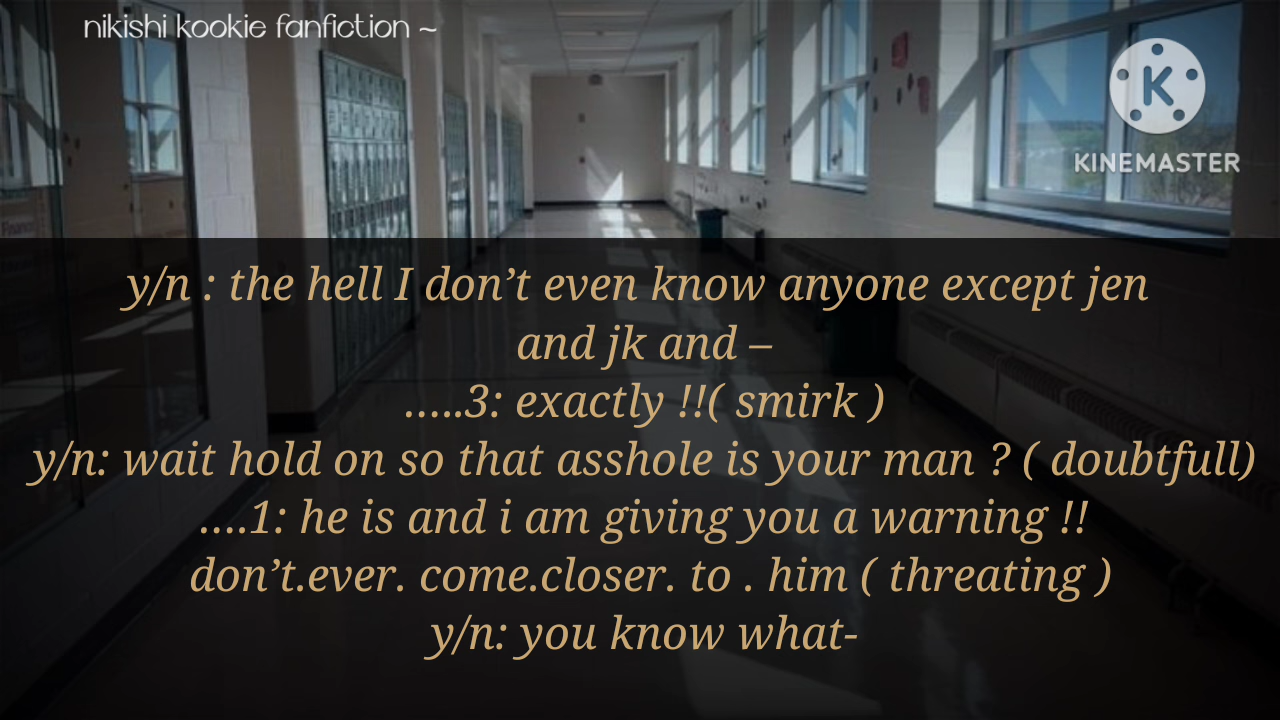 nikishi kookie fanfiction ~
K
KINEMASTER
y/n : the hell I don’t even know anyone except jen
and jk and –
…..3: exactly !!( smirk )
y/n: wait hold on so that asshole is your man ? ( doubtfull)
….1: he is and i am giving you a warning !!
don’t.ever. come.closer. to . him ( threating )
y/n: you know what-